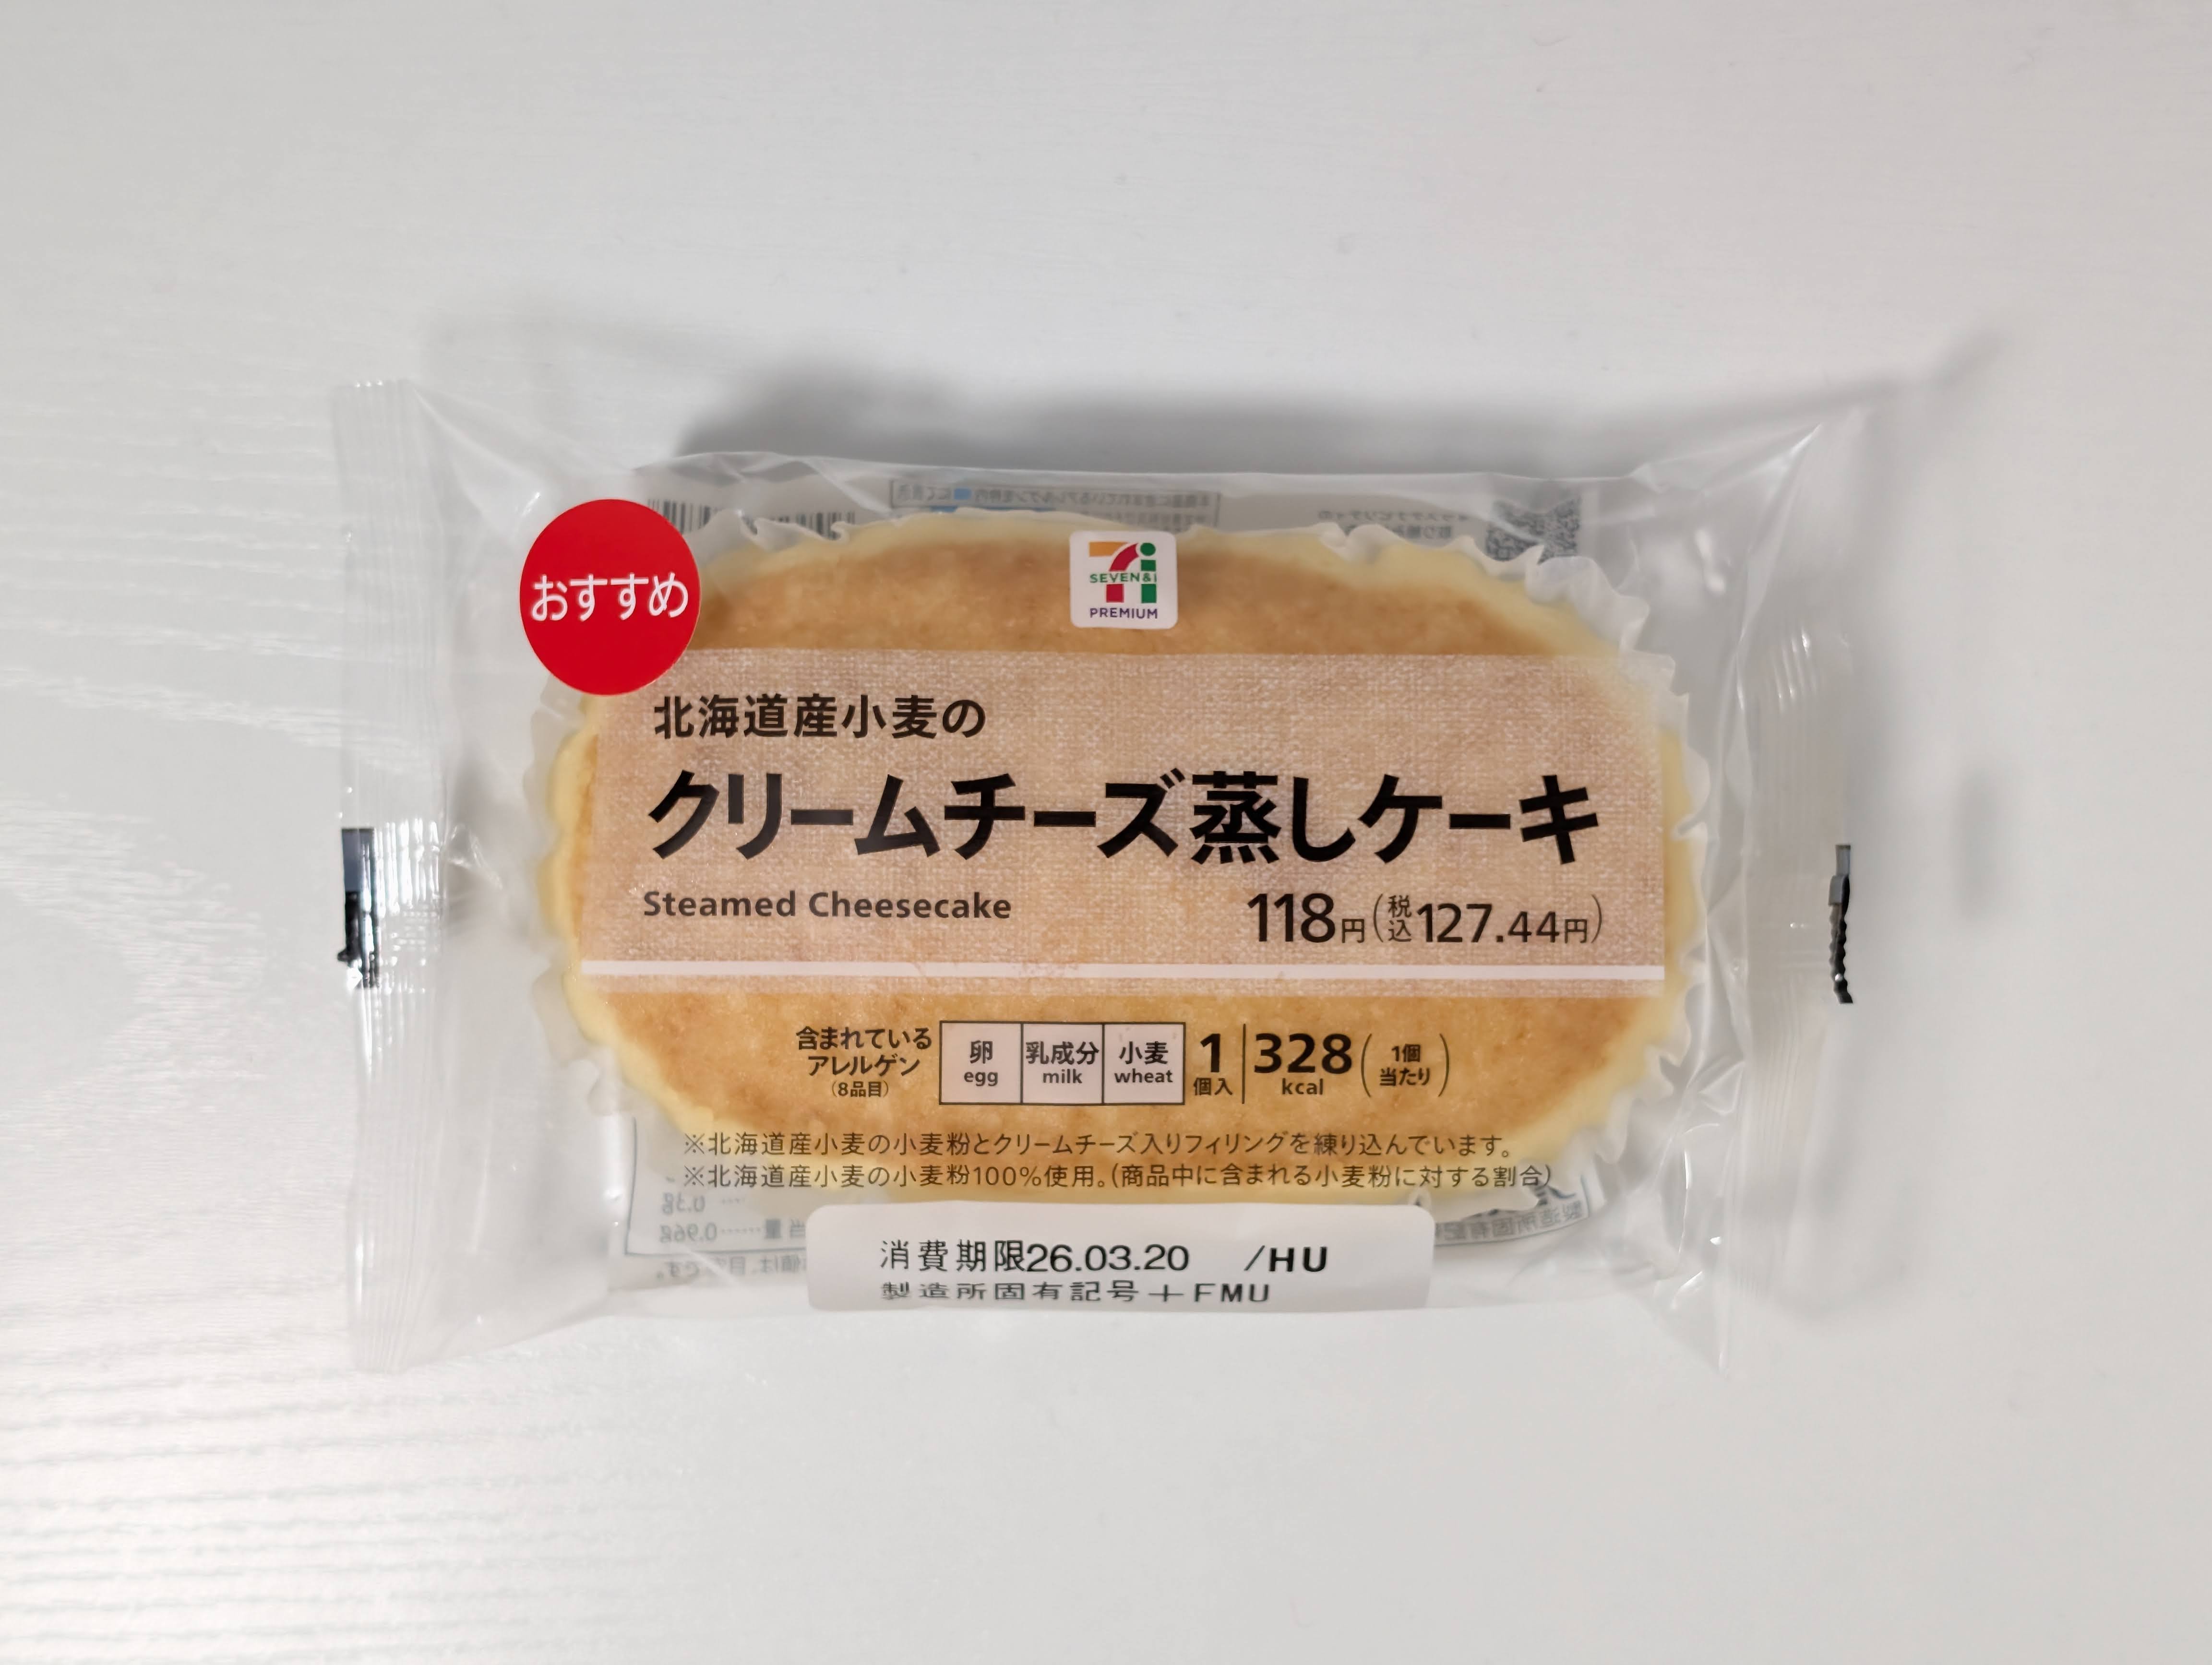 おすすめ
SEVEN&i
PREMIUM
北海道産小麦の
クリームチーズ蒸しケーキ
Steamed Cheesecake
118円(税込127.44円)
含まれている
アレルゲン
(8品目)
卵
egg
乳成分
milk
小麦
wheat
1
個入
328
kcal
(1個当たり)
※北海道産小麦の小麦粉とクリームチーズ入りフィリングを練り込んでいます。
※北海道産小麦の小麦粉100%使用。(商品中に含まれる小麦粉に対する割合)
消費期限26.03.20 /HU
製造所固有記号+FMU